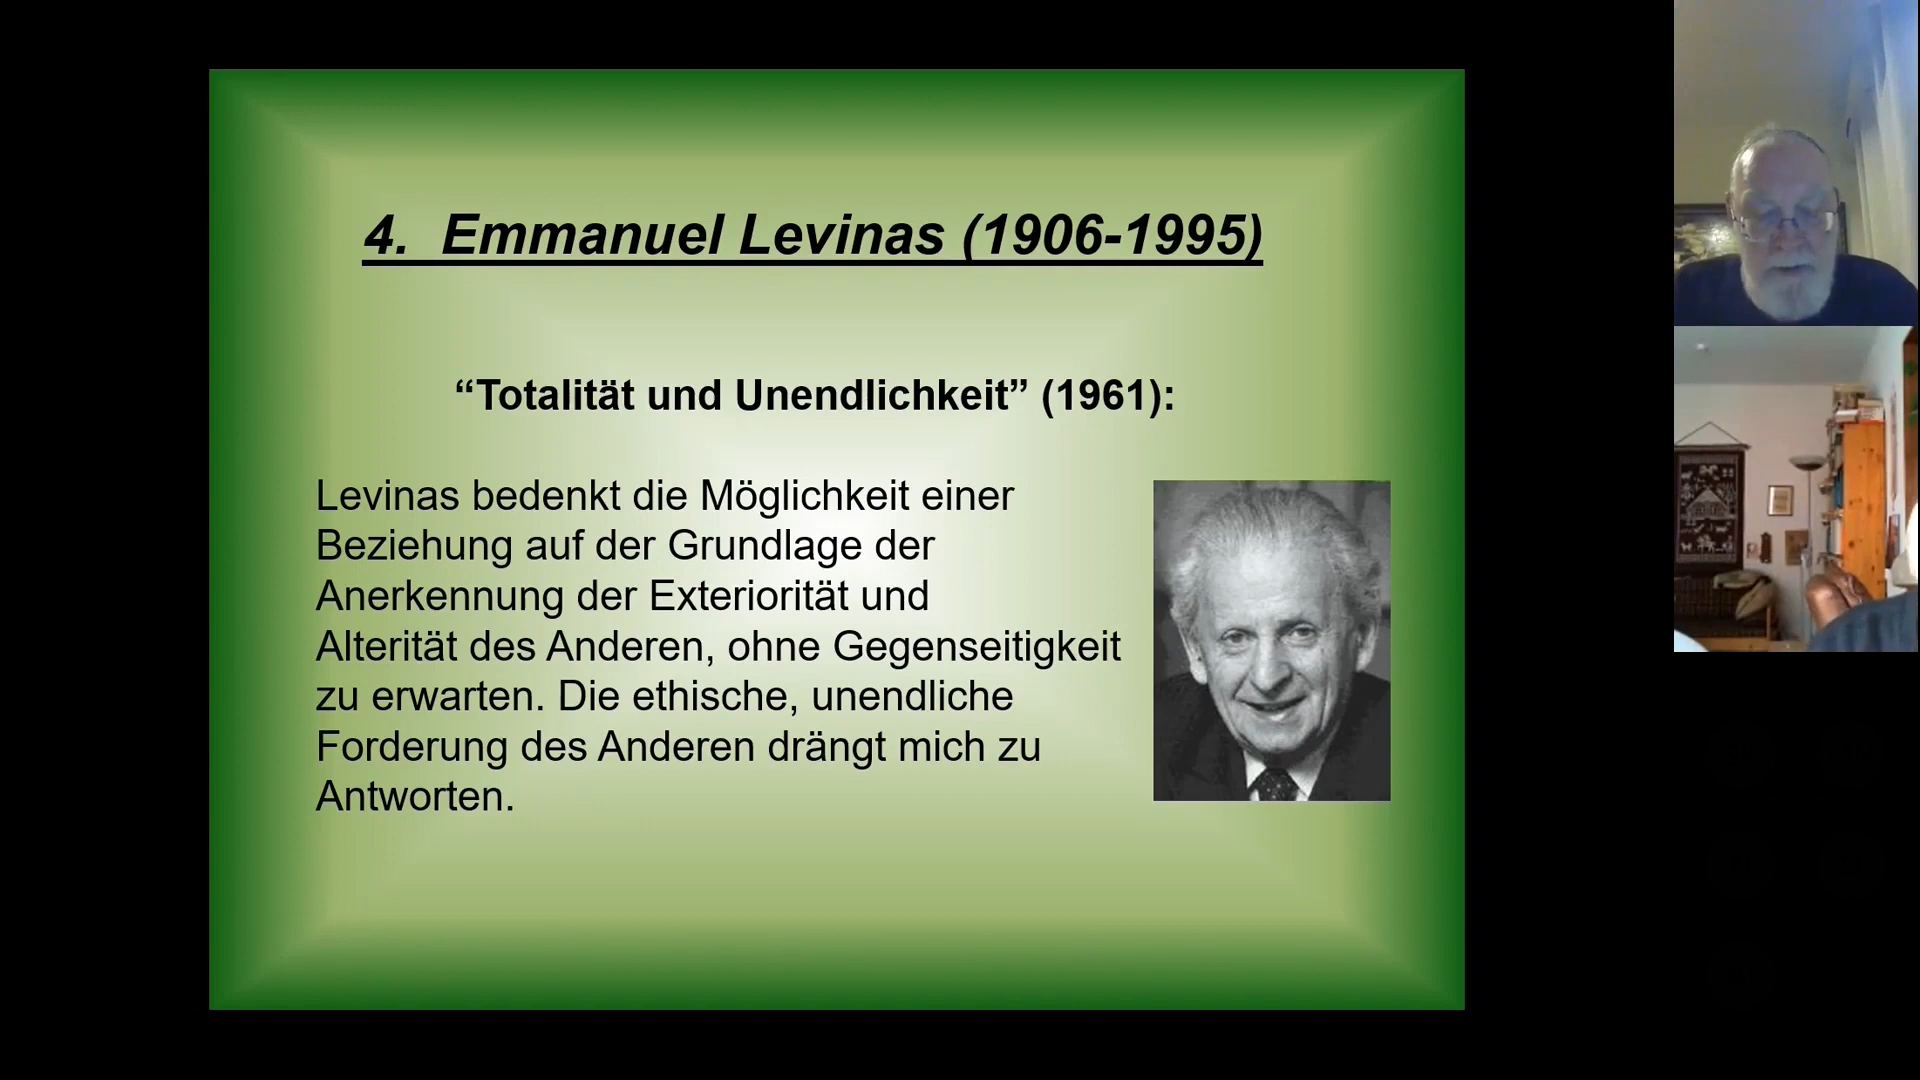 4. Emmanuel Levinas (1906-1995)
“Totalität und Unendlichkeit” (1961):
Levinas bedenkt die Möglichkeit einer
Beziehung auf der Grundlage der
Anerkennung der Exteriorität und
Alterität des Anderen, ohne Gegenseitigkeit
zu erwarten. Die ethische, unendliche
Forderung des Anderen drängt mich zu
Antworten.